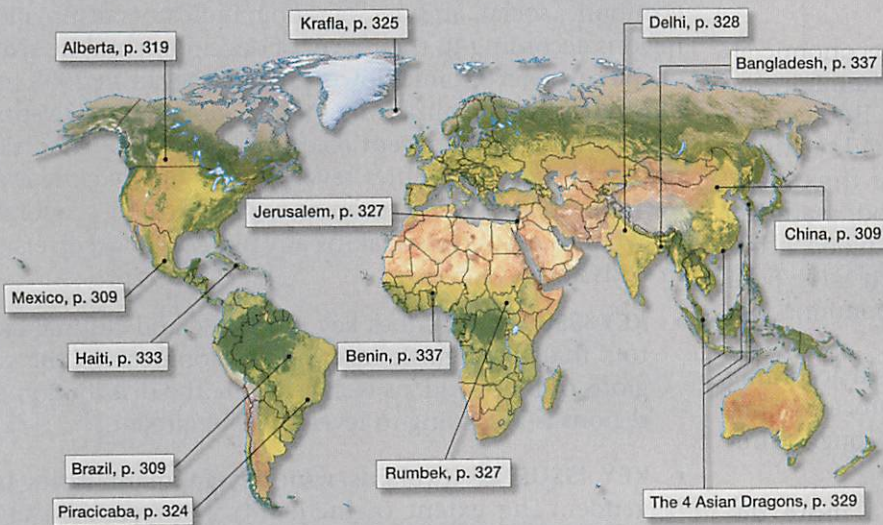 Krafla, p. 325
Delhi, p. 328
Alberta, p. 319
Bangladesh, p. 337
Jerusalem, p. 327
China, p. 309
Mexico, p. 309
Haiti, p. 333
Benin, p. 337
Brazil, p. 309
Rumbek, p. 327
Piracicaba, p. 324
The 4 Asian Dragons, p. 329